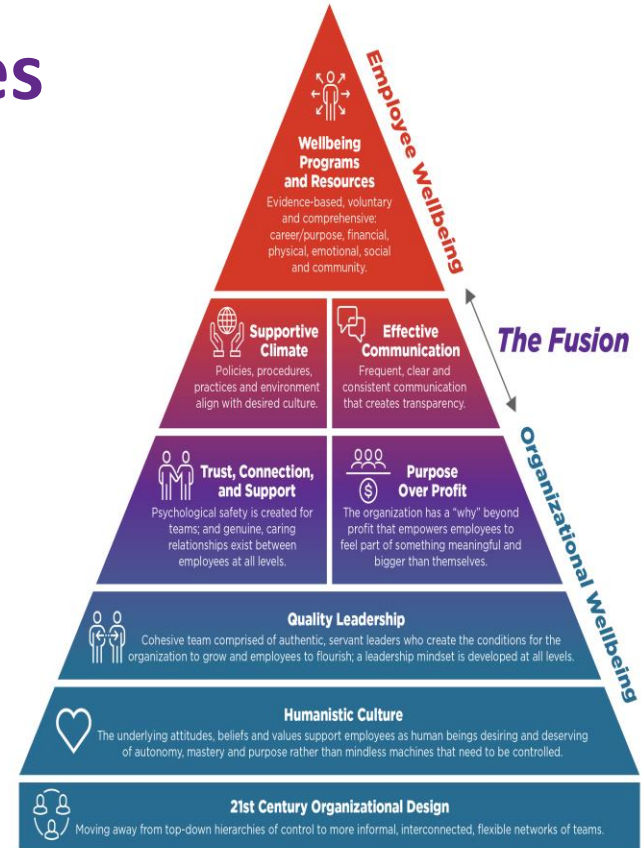 es
Employee Wellbeing
Wellbeing
Programs
and Resources
Evidence-based, voluntary
and comprehensive:
career/purpose, financial,
physical, emotional, social
and community.
The Fusion
Supportive
Climate
Policies, procedures,
practices and environment
align with desired culture.
Effective
Communication
Frequent, clear and
consistent communication
that creates transparency.
Organizational Wellbeing
Trust, Connection,
and Support
Psychological safety is created for
teams; and genuine, caring
relationships exist between
employees at all levels.
Purpose
Over Profit
The organization has a “why” beyond
profit that empowers employees to
feel part of something meaningful and
bigger than themselves.
$
Quality Leadership
Cohesive team comprised of authentic, servant leaders who create the conditions for the
organization to grow and employees to flourish; a leadership mindset is developed at all levels.
Humanistic Culture
The underlying attitudes, beliefs and values support employees as human beings desiring and deserving
of autonomy, mastery and purpose rather than mindless machines that need to be controlled.
21st Century Organizational Design
Moving away from top-down hierarchies of control to more informal, interconnected, flexible networks of teams.